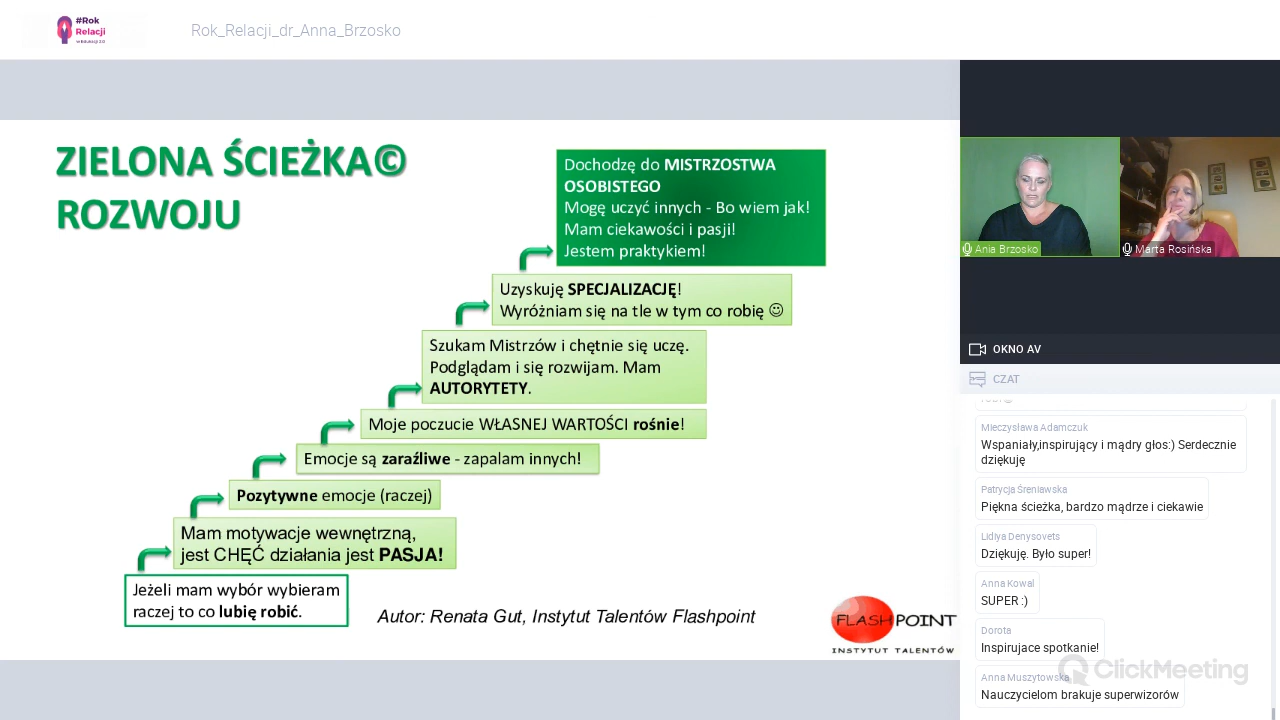 #Rok
Relacji
w Edukacji 2.0
Rok_Relacji_dr_Anna_Brzosko
ZIELONA ŚCIEŻKA©
ROZWOJU
Dochodzę do MISTRZOSTWA
OSOBISTEGO
Mogę uczyć innych - Bo wiem jak!
Mam ciekawości i pasji!
Jestem praktykiem!
Uzyskuję SPECJALIZACJĘ!
Wyróżniam się na tle w tym co robię ☺
Szukam Mistrzów i chętnie się uczę.
Podglądam i się rozwijam. Mam
AUTORYTETY.
Moje poczucie WŁASNEJ WARTOŚCI rośnie!
Emocje są zaraźliwe - zapalam innych!
Pozytywne emocje (raczej)
Mam motywacje wewnętrzną,
jest CHĘĆ działania jest PASJA!
Jeżeli mam wybór wybieram
raczej to co lubię robić.
Autor: Renata Gut, Instytut Talentów Flashpoint
FLASHPOINT
INSTYTUT TALENTÓW
Ania Brzosko
Marta Rosińska
OKNO AV
CZAT
Mieczysława Adamczuk
Wspaniały,inspirujący i mądry głos:) Serdecznie
dziękuję
Patrycja Śreniawska
Piękna ścieżka, bardzo mądrze i ciekawie
Lidiya Denysovets
Dziękuję. Było super!
Anna Kowal
SUPER :)
Dorota
Inspirujace spotkanie!
Anna Muszytowska
Nauczycielom brakuje superwizorów
ClickMeeting